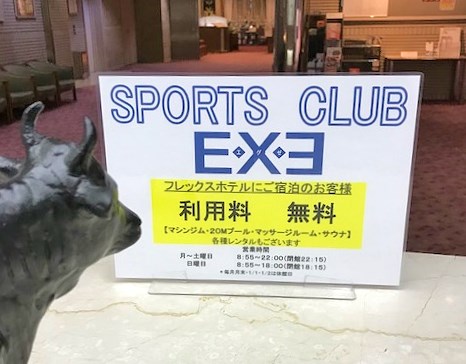 SPORTS CLUB
E・X・E
エ グ ゼ
フレックスホテルにご宿泊のお客様
利用料 無料
【マシンジム・20Mプール・マッサージルーム・サウナ】
各種レンタルもございます
営業時間
月～土曜日 8:55～22:00(閉館22:15)
日曜日 8:55～18:00(閉館18:15)